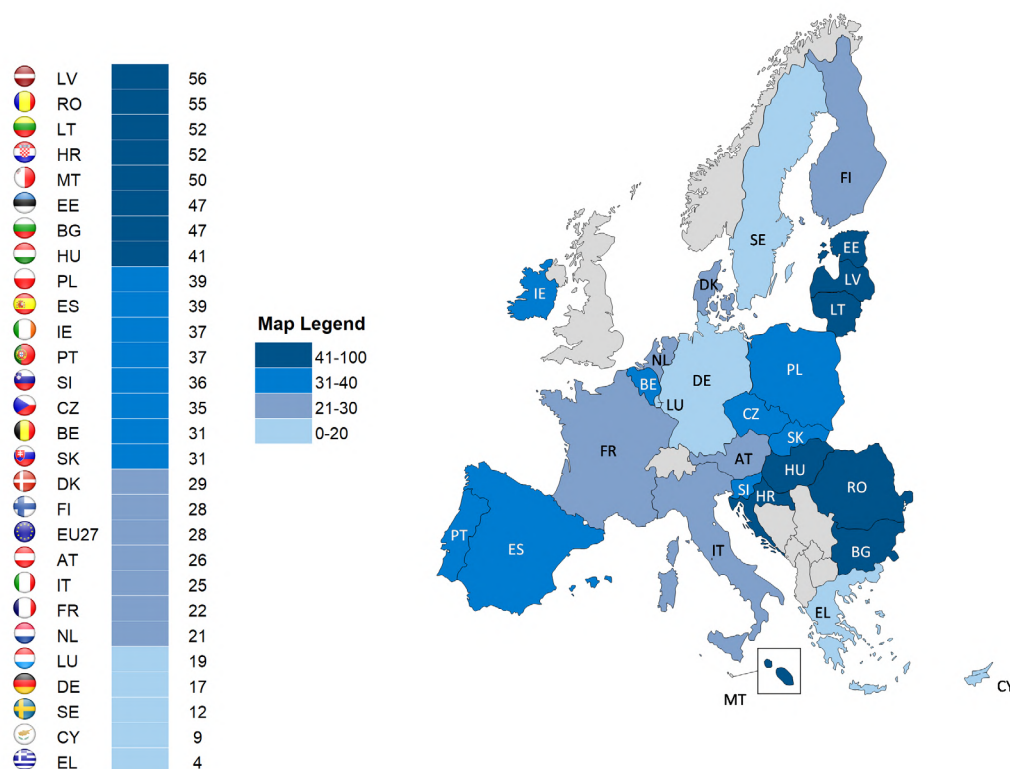 LV 56
RO 55
LT 52
HR 52
MT 50
EE 47
BG 47
HU 41
PL 39
ES 39
IE 37
PT 37
SI 36
CZ 35
BE 31
SK 31
DK 29
FI 28
EU27 28
AT 26
IT 25
FR 22
NL 21
LU 19
DE 17
SE 12
CY 9
EL 4
Map Legend
41-100
31-40
21-30
0-20
FI
SE
EE
LV
LT
DK
IE
NL
BE
DE
PL
LU
CZ
SK
FR
AT
HU
SI
HR
RO
PT
ES
IT
BG
EL
MT
CY